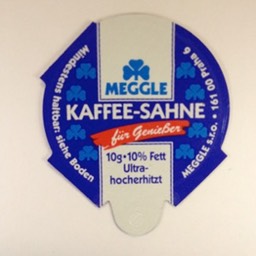 MEGGLE
KAFFEE-SAHNE
für Genießer
10g•10% Fett
Ultra-
hocherhitzt
Mindestens haltbar: siehe Boden
MEGGLE s.r.o. • 161 00 Praha 6